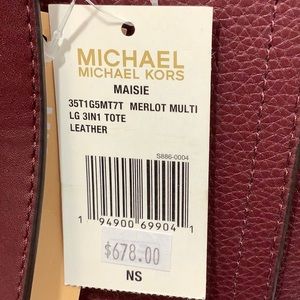 MICHAEL
MICHAEL KORS
MAISIE
35T1G5MT7T MERLOT MULTI
LG 3IN1 TOTE
LEATHER
S886-0004
1 94900 69904 1
$678.00
NS